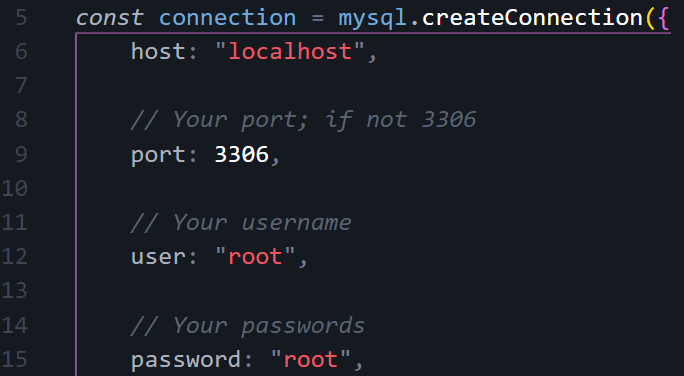 5 const connection = mysql.createConnection({
6 host: "localhost",
7
8 // Your port; if not 3306
9 port: 3306,
10
11 // Your username
12 user: "root",
13
14 // Your passwords
15 password: "root",